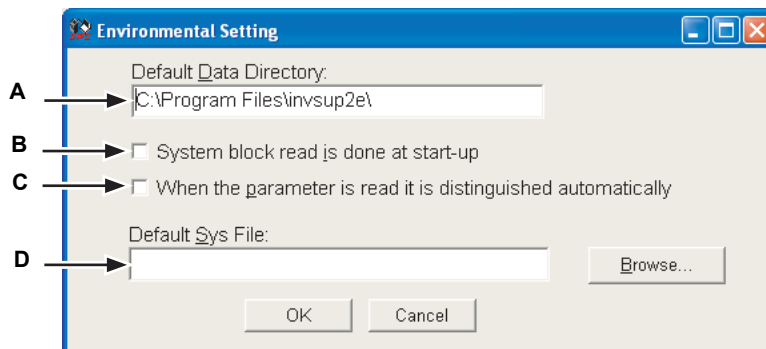 Environmental Setting
Default Data Directory:
A
C:\Program Files\invsup2e\
B
System block read is done at start-up
C
When the parameter is read it is distinguished automatically
Default Sys File:
D
Browse...
OK
Cancel